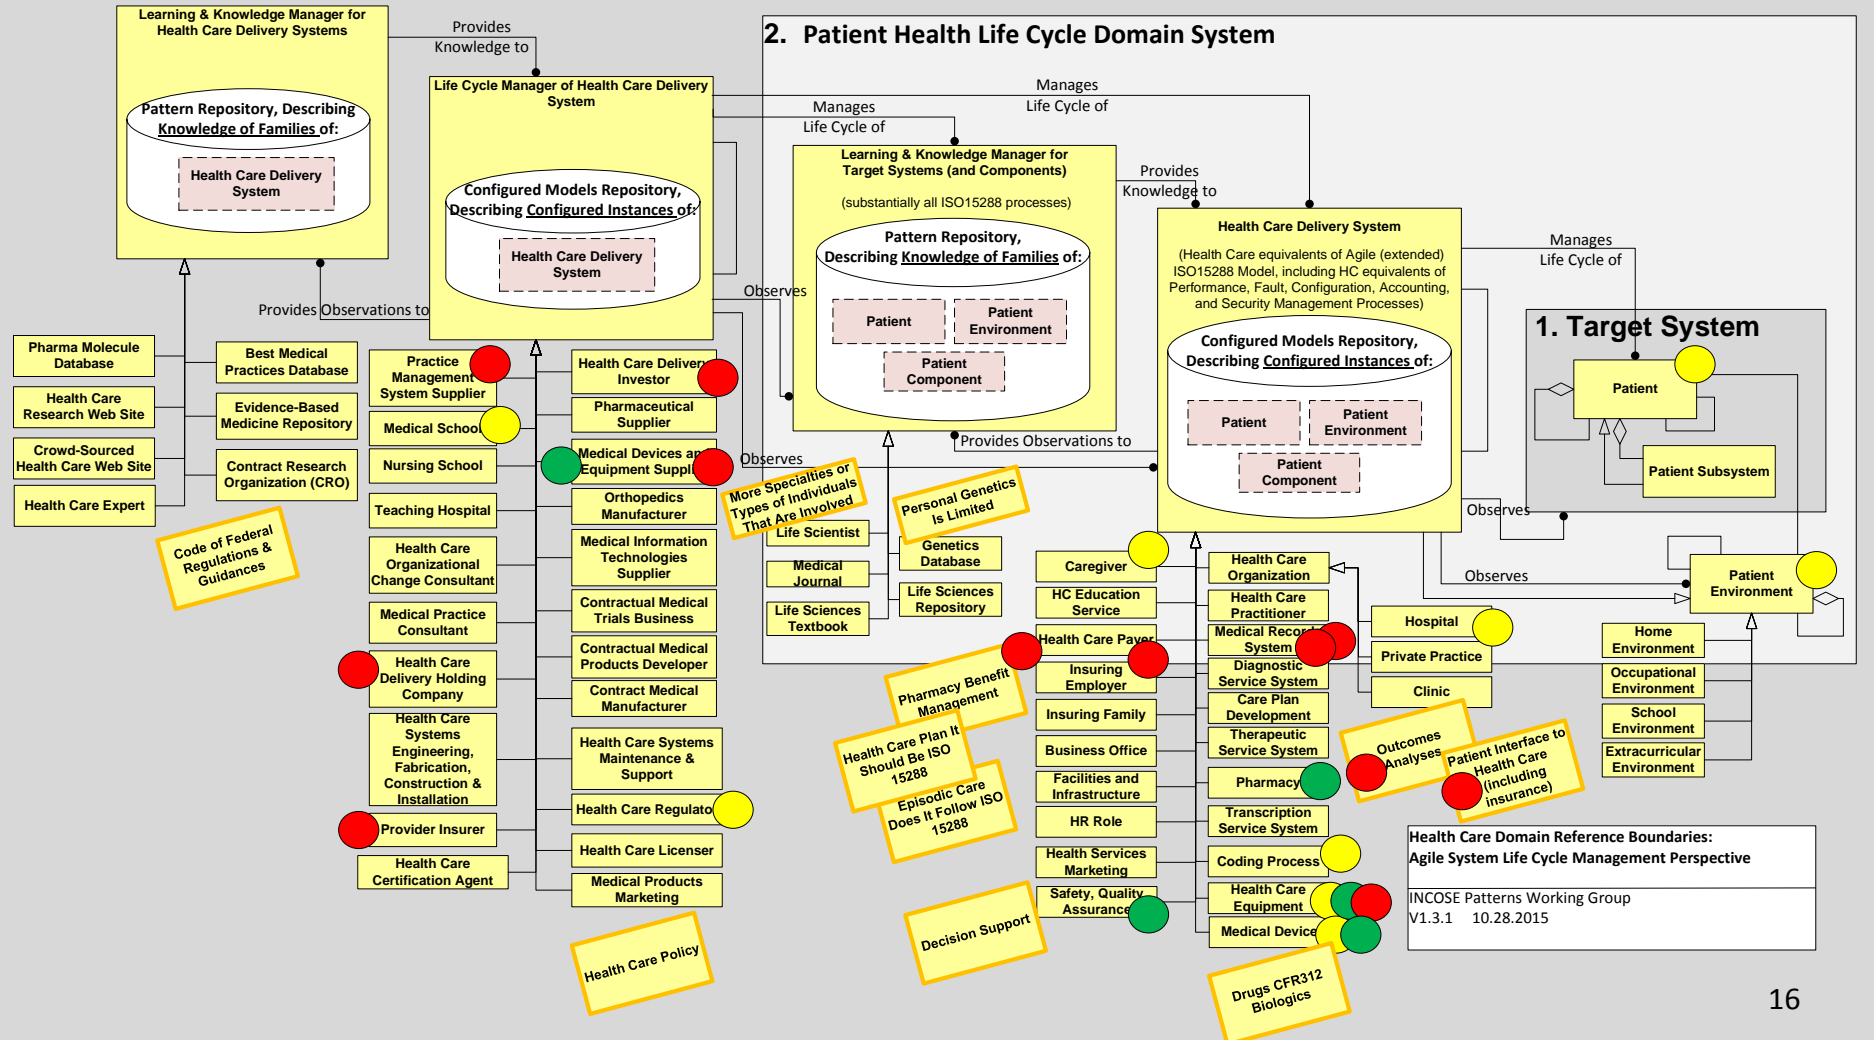 Learning & Knowledge Manager for
Health Care Delivery Systems
Pattern Repository, Describing
Knowledge of Families of:
Health Care Delivery
System
Provides
Knowledge to
Life Cycle Manager of Health Care Delivery
System
Configured Models Repository,
Describing Configured Instances of:
Health Care Delivery
System
Provides Observations to
2. Patient Health Life Cycle Domain System
Manages
Life Cycle of
Manages
Life Cycle of
Learning & Knowledge Manager for
Target Systems (and Components)
(substantially all ISO15288 processes)
Pattern Repository,
Describing Knowledge of Families of:
Patient
Patient
Environment
Patient
Component
Observes
Observes
Provides
Knowledge to
Provides Observations to
Health Care Delivery System
(Health Care equivalents of Agile (extended)
ISO15288 Model, including HC equivalents of
Performance, Fault, Configuration, Accounting,
and Security Management Processes)
Configured Models Repository,
Describing Configured Instances of:
Patient
Patient
Environment
Patient
Component
Manages
Life Cycle of
Observes
Observes
1. Target System
Patient
Patient Subsystem
Patient
Environment
Home
Environment
Occupational
Environment
School
Environment
Extracurricular
Environment
Pharma Molecule
Database
Health Care
Research Web Site
Crowd-Sourced
Health Care Web Site
Health Care Expert
Best Medical
Practices Database
Evidence-Based
Medicine Repository
Contract Research
Organization (CRO)
Code of Federal
Regulations &
Guidances
Practice
Management
System Supplier
Medical School
Nursing School
Teaching Hospital
Health Care
Organizational
Change Consultant
Medical Practice
Consultant
Health Care
Delivery Holding
Company
Health Care
Systems
Engineering,
Fabrication,
Construction &
Installation
Provider Insurer
Health Care
Certification Agent
Health Care Delivery
Investor
Pharmaceutical
Supplier
Medical Devices and
Equipment Suppl
Orthopedics
Manufacturer
Medical Information
Technologies
Supplier
Contractual Medical
Trials Business
Contractual Medical
Products Developer
Contract Medical
Manufacturer
Health Care Systems
Maintenance &
Support
Health Care Regulato
Health Care Licenser
Medical Products
Marketing
Health Care Policy
More Specialties or
Types of Individuals
That Are Involved
Personal Genetics
Is Limited
Life Scientist
Medical
Journal
Life Sciences
Textbook
Genetics
Database
Life Sciences
Repository
Caregiver
HC Education
Service
Health Care Payer
Insuring
Employer
Insuring Family
Business Office
Facilities and
Infrastructure
HR Role
Health Services
Marketing
Safety, Quality
Assurance
Health Care
Organization
Health Care
Practitioner
Medical Record
System
Diagnostic
Service System
Care Plan
Development
Therapeutic
Service System
Pharmacy
Transcription
Service System
Coding Process
Health Care
Equipment
Medical Device
Hospital
Private Practice
Clinic
Pharmacy Benefit
Management
Health Care Plan It
Should Be ISO
15288
Episodic Care
Does It Follow ISO
15288
Decision Support
Drugs CFR312
Biologics
Outcomes
Analyses
Patient Interface to
Health Care
(including
insurance)
Health Care Domain Reference Boundaries:
Agile System Life Cycle Management Perspective
INCOSE Patterns Working Group
V1.3.1 10.28.2015
16